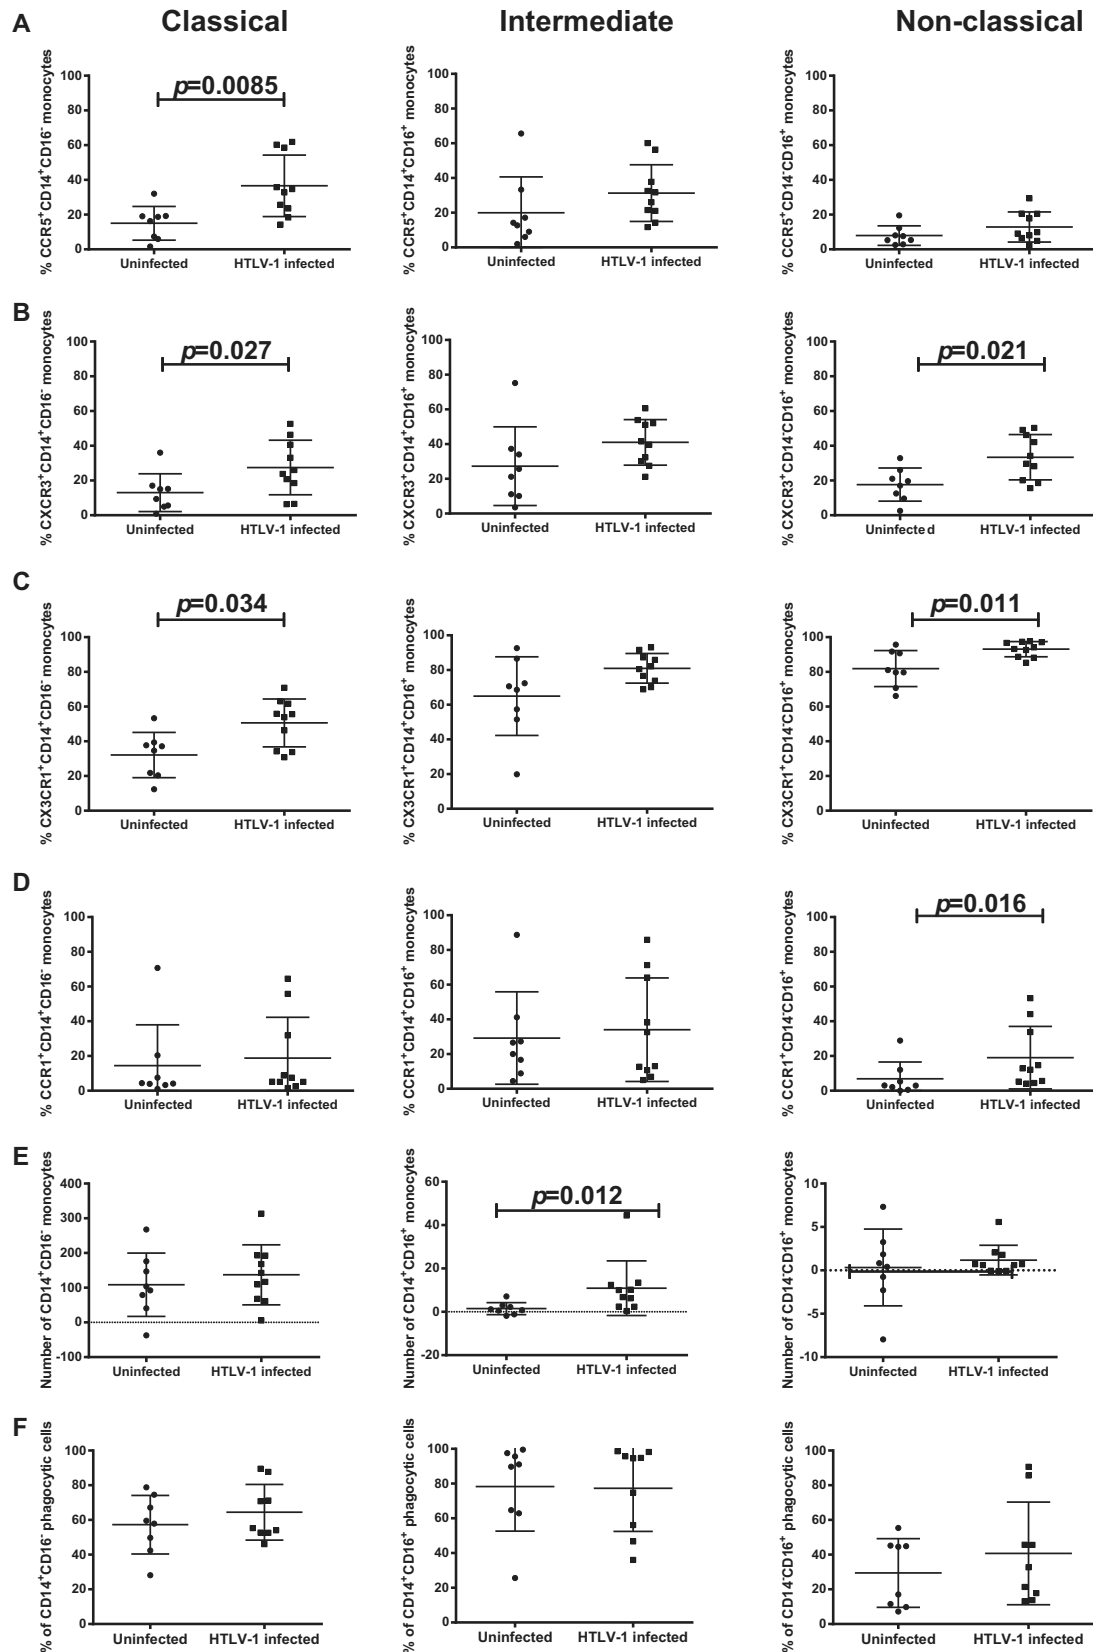 A Classical Intermediate Non-classical
% CCR5+CD14+CD16- monocytes
100
80
60
40
20
0
p=0.0085
Uninfected HTLV-1 infected
% CCR5+CD14+CD16+ monocytes
100
80
60
40
20
0
Uninfected HTLV-1 infected
% CCR5+CD14-CD16+ monocytes
100
80
60
40
20
0
Uninfected HTLV-1 infected
B
% CXCR3+CD14+CD16- monocytes
100
80
60
40
20
0
p=0.027
Uninfected HTLV-1 infected
% CXCR3+CD14+CD16+ monocytes
100
80
60
40
20
0
Uninfected HTLV-1 infected
% CXCR3+CD14-CD16+ monocytes
100
80
60
40
20
0
p=0.021
Uninfected HTLV-1 infected
C
% CX3CR1+CD14+CD16- monocytes
100
80
60
40
20
0
p=0.034
Uninfected HTLV-1 infected
% CX3CR1+CD14+CD16+ monocytes
100
80
60
40
20
0
Uninfected HTLV-1 infected
% CX3CR1+CD14-CD16+ monocytes
100
80
60
40
20
0
p=0.011
Uninfected HTLV-1 infected
D
% CCR1+CD14+CD16- monocytes
100
80
60
40
20
0
Uninfected HTLV-1 infected
% CCR1+CD14+CD16+ monocytes
100
80
60
40
20
0
Uninfected HTLV-1 infected
% CCR1+CD14-CD16+ monocytes
100
80
60
40
20
0
p=0.016
Uninfected HTLV-1 infected
E
Number of CD14+CD16- monocytes
400
300
200
100
0
-100
Uninfected HTLV-1 infected
Number of CD14+CD16+ monocytes
60
40
20
0
-20
p=0.012
Uninfected HTLV-1 infected
Number of CD14-CD16+ monocytes
10
5
0
-5
-10
Uninfected HTLV-1 infected
F
% of CD14+CD16- phagocytic cells
100
80
60
40
20
0
Uninfected HTLV-1 infected
% of CD14+CD16+ phagocytic cells
100
80
60
40
20
0
Uninfected HTLV-1 infected
% of CD14-CD16+ phagocytic cells
100
80
60
40
20
0
Uninfected HTLV-1 infected